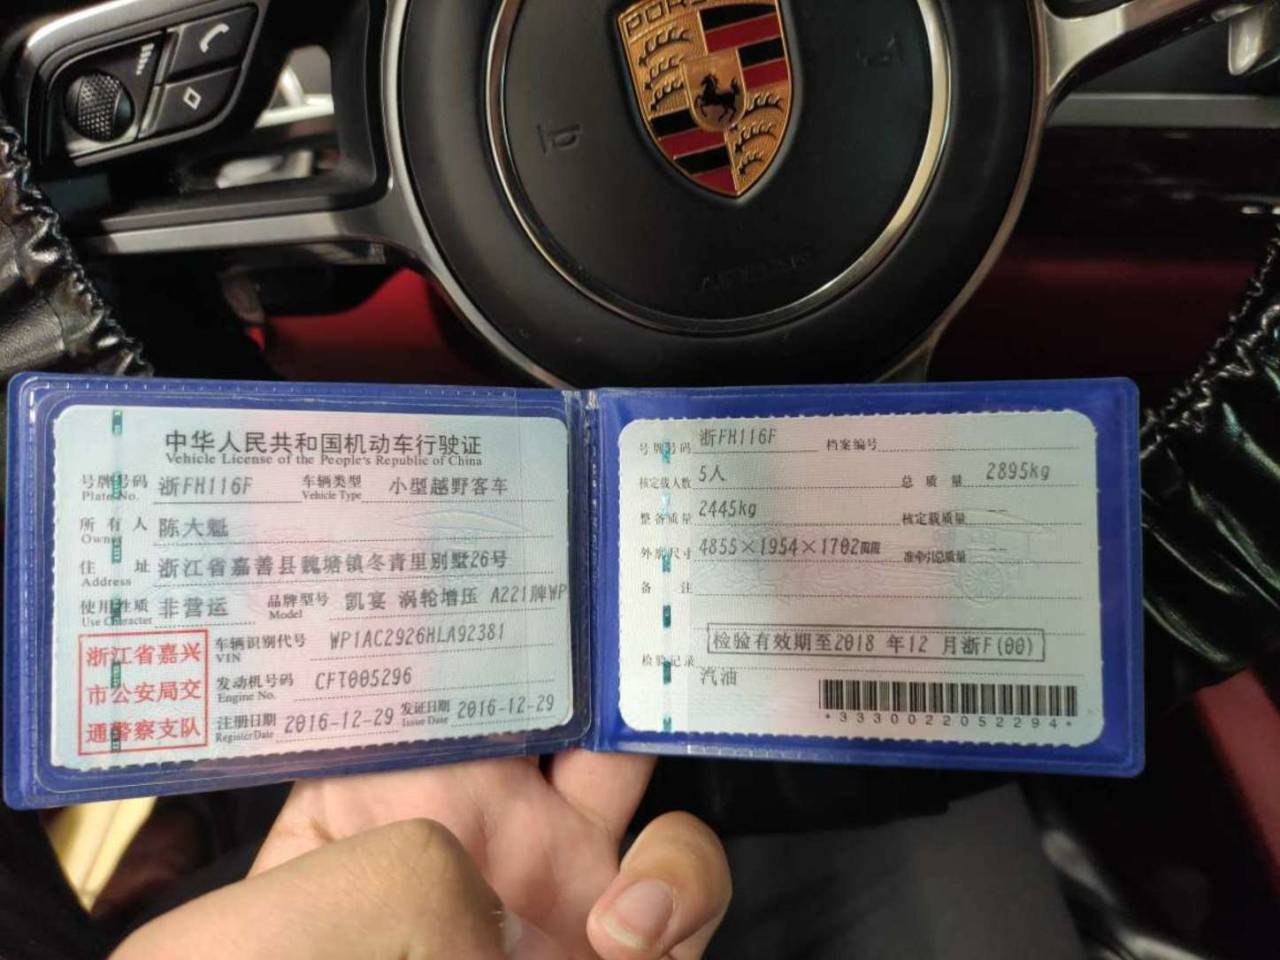 PORS
AIRBAG
中华人民共和国机动车行驶证
Vehicle License of the People's Republic of China
号牌号码 浙FH116F 车辆类型 小型越野客车
Plate No. Vehicle Type
所有人 陈大魁
Owner
住址 浙江省嘉善县魏塘镇冬青里别墅26号
Address
使用性质 非营运 品牌型号 凯宴 涡轮增压 A221牌WP
Use Character Model
浙江省嘉兴
市公安局交
通警察支队
车辆识别代号 WP1AC2926HLA92381
VIN
发动机号码 CFT005296
Engine No.
注册日期 2016-12-29 发证日期 2016-12-29
Register Date Issue Date
号牌号码 浙FH116F 档案编号
核定载人数 5人 总质量 2895kg
整备质量 2445kg 核定载质量
外廓尺寸 4855×1954×1702mm 准牵引总质量
备注
检验有效期至2018 年12 月浙F(00)
检验记录
汽油
*3330022052294*